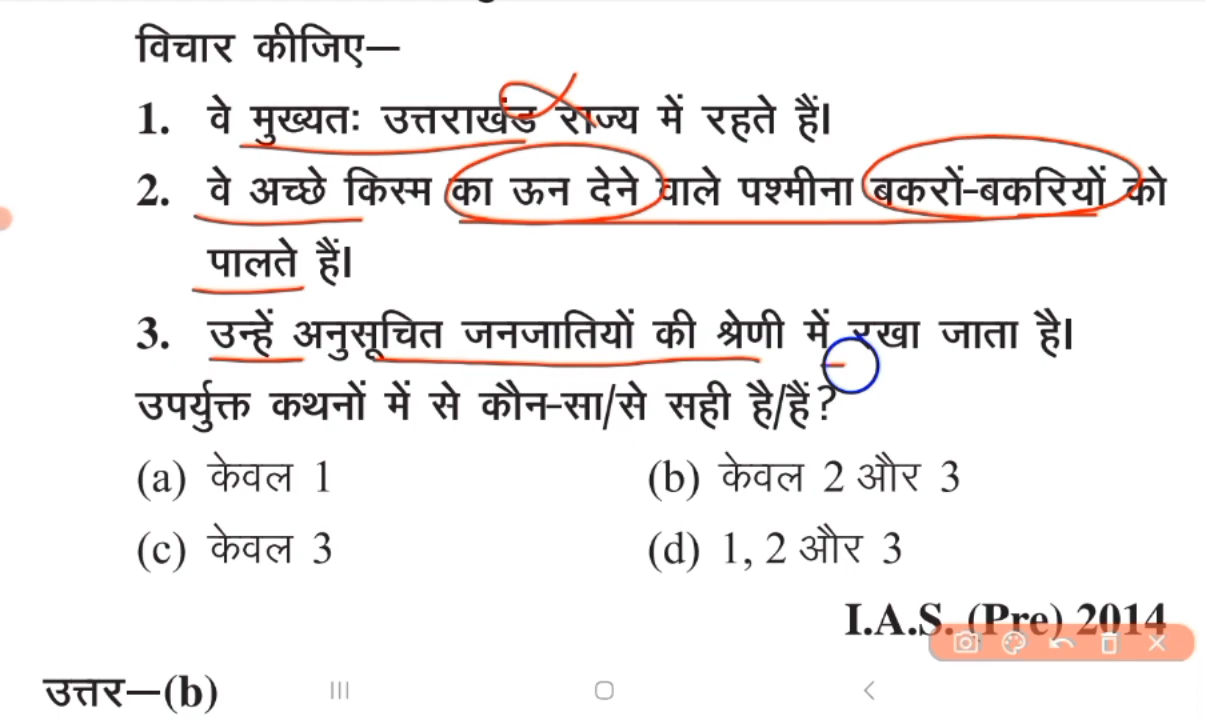 विचार कीजिए—
1. वे मुख्यतः उत्तराखंड राज्य में रहते हैं।
2. वे अच्छे किस्म का ऊन देने वाले पश्मीना बकरों-बकरियों को
पालते हैं।
3. उन्हें अनुसूचित जनजातियों की श्रेणी में रखा जाता है।
उपर्युक्त कथनों में से कौन-सा/से सही है/हैं?
(a) केवल 1 (b) केवल 2 और 3
(c) केवल 3 (d) 1, 2 और 3
I.A.S. (Pre) 2014
उत्तर—(b)